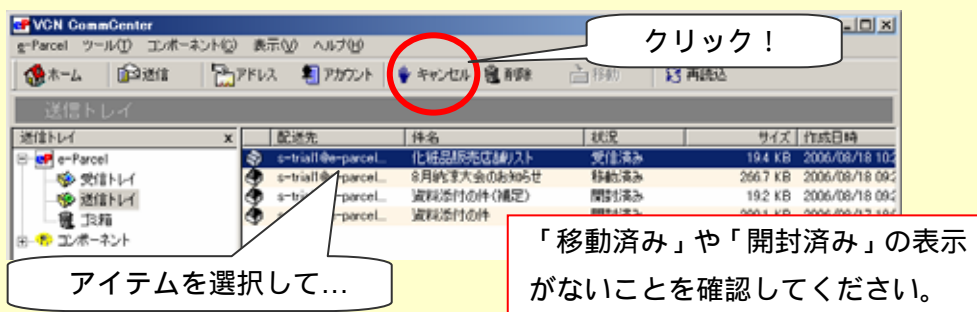 VCN CommCenter
e-Parcel ツール(T) コンポーネント(C) 表示(V) ヘルプ(H)
クリック！
ホーム 送信 アドレス アカウント キャンセル 削除 移動 再読込
送信トレイ
送信トレイ x 配送先 件名 状況 サイズ 作成日時
e-Parcel s-trial1@e-parcel... 化粧品販売店舗リスト 受信済み 19.4 KB 2006/08/18 10:2
受信トレイ s-trial1@e-parcel... 8月納涼大会のお知らせ 移動済み 266.7 KB 2006/08/18 09:2
送信トレイ parcel... 資料添付の件(補足) 開封済み 19.2 KB 2006/08/18 09:2
ゴミ箱 parcel... 資料添付の件
コンポーネント
アイテムを選択して…
「移動済み」や「開封済み」の表示
がないことを確認してください。